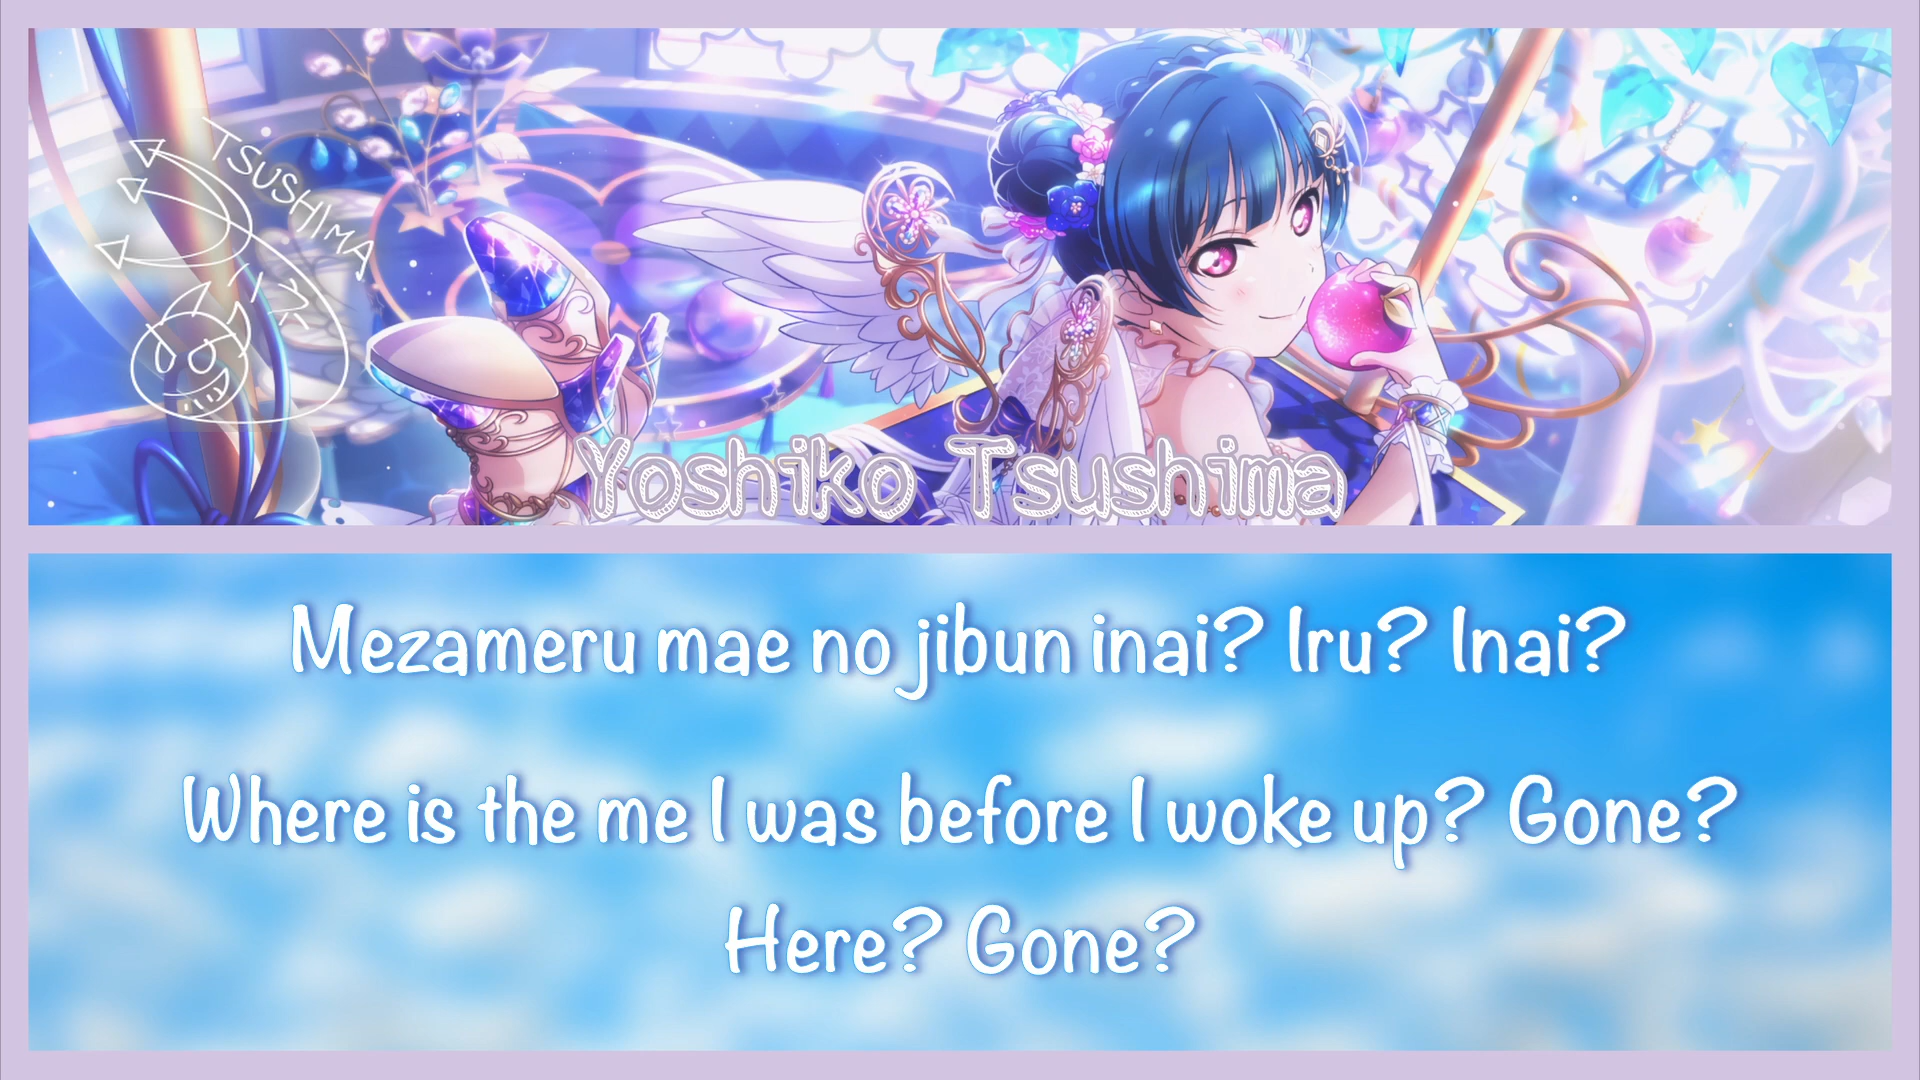 TSUSHIMA
Yoshiko Tsushima
Mezameru mae no jibun inai? Iru? Inai?
Where is the me I was before I woke up? Gone?
Here? Gone?